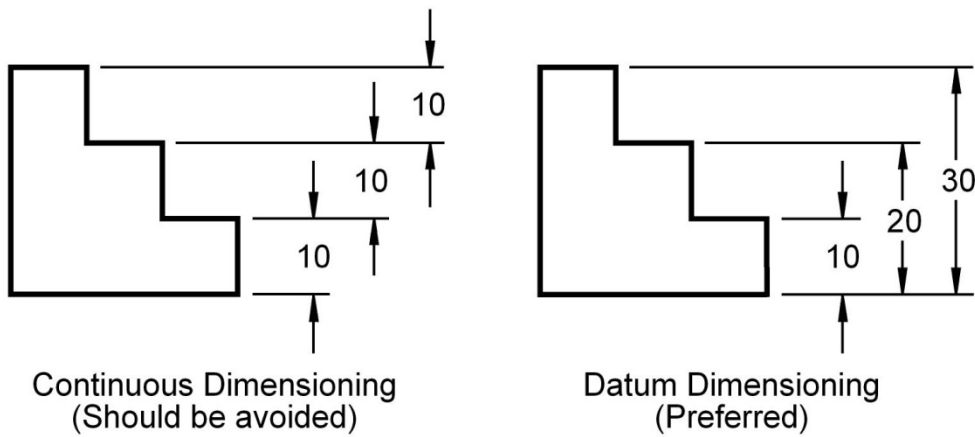 10
10
10
10
20
30
Continuous Dimensioning
(Should be avoided)
Datum Dimensioning
(Preferred)